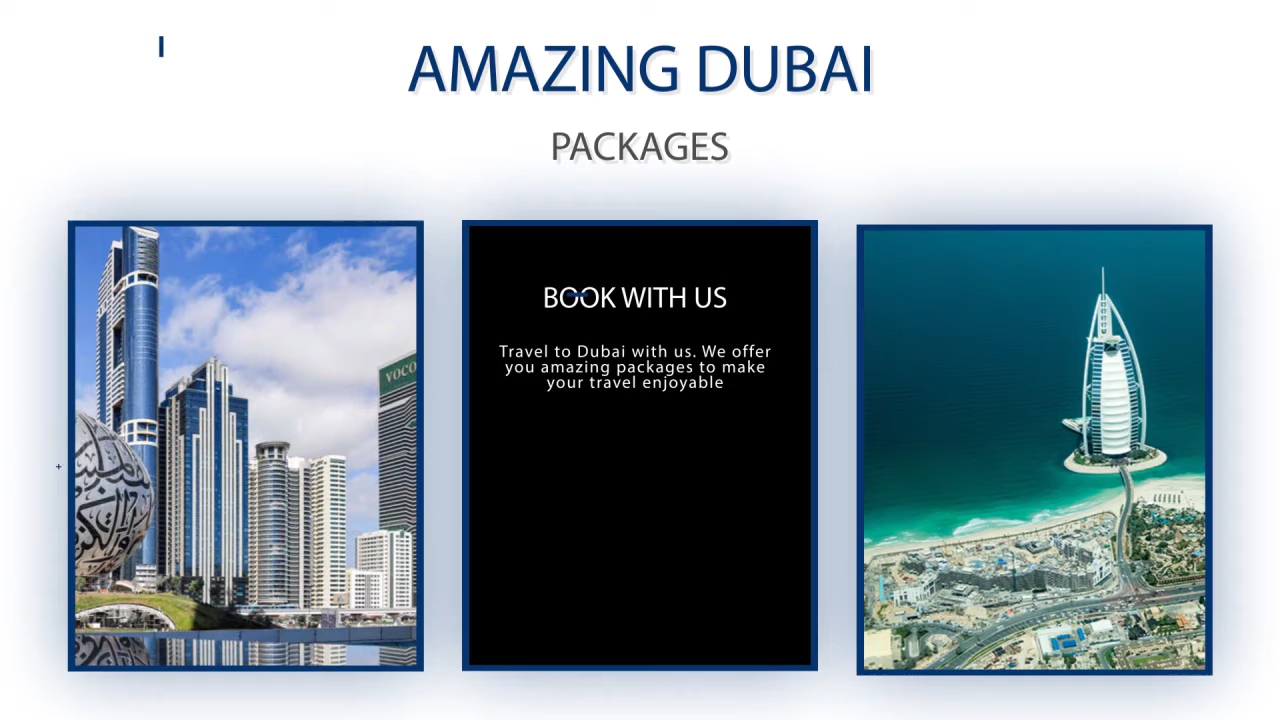 AMAZING DUBAI
PACKAGES
VOCO
BOOK WITH US
Travel to Dubai with us. We offer
you amazing packages to make
your travel enjoyable